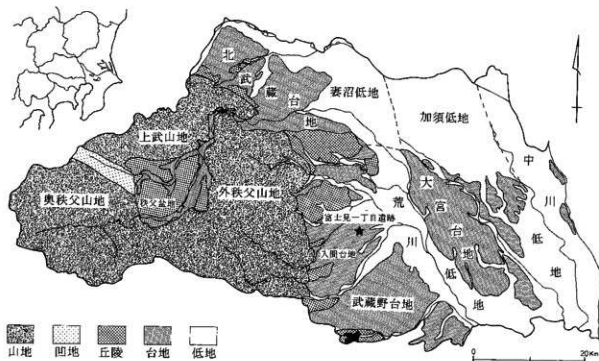 北武蔵台地
妻沼低地
加須低地
中川低地
上武山地
秩父盆地
奥秩父山地
外秩父山地
大宮台地
荒川低地
富士見一丁目遺跡
入間台地
武蔵野台地
山地
凹地
丘陵
台地
低地
0 20Km